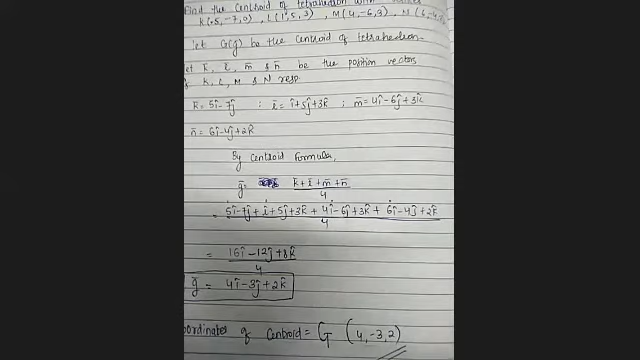 Find the centroid of tetrahedron with
K(5, -7, 0), L(1, 5, 3), M(4, -6, 3), N(6, -4,
Let G(ḡ) be the centroid of tetrahedron.
Let k̄, l̄, m̄ & n̄ be the position vectors
of K, L, M & N resp.
k̄ = 5î - 7ĵ ; l̄ = î + 5ĵ + 3k̂ ; m̄ = 4î - 6ĵ + 3k̂
n̄ = 6î - 4ĵ + 2k̂
By Centroid Formula,
ḡ = k̄ + l̄ + m̄ + n̄
4
= 5î - 7ĵ + î + 5ĵ + 3k̂ + 4î - 6ĵ + 3k̂ + 6î - 4ĵ + 2k̂
4
= 16î - 12ĵ + 8k̂
4
ḡ = 4î - 3ĵ + 2k̂
oordinates of Centroid = G (4, -3, 2)